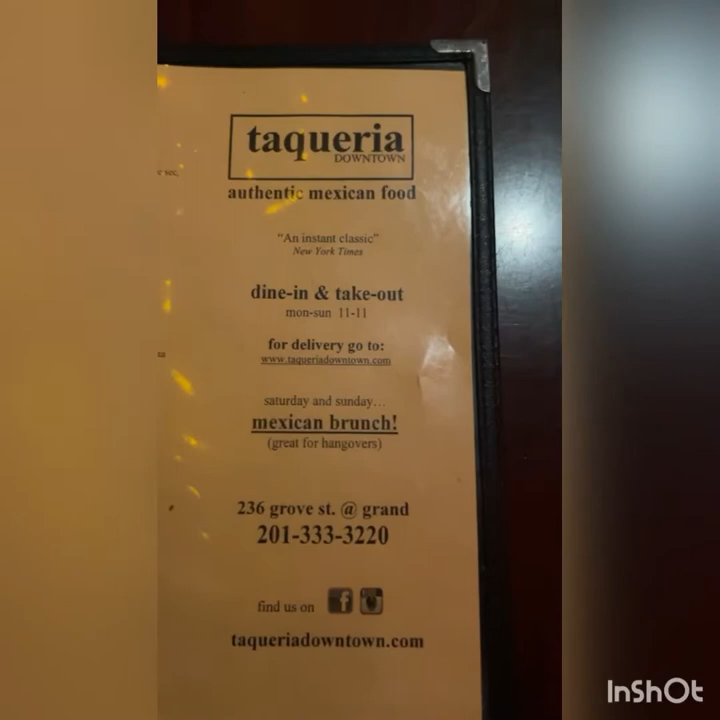 taqueria
DOWNTOWN
authentic mexican food
"An instant classic"
New York Times
dine-in & take-out
mon-sun 11-11
for delivery go to:
www.taqueriadowntown.com
saturday and sunday...
mexican brunch!
(great for hangovers)
236 grove st. @ grand
201-333-3220
find us on
taqueriadowntown.com
InShOt